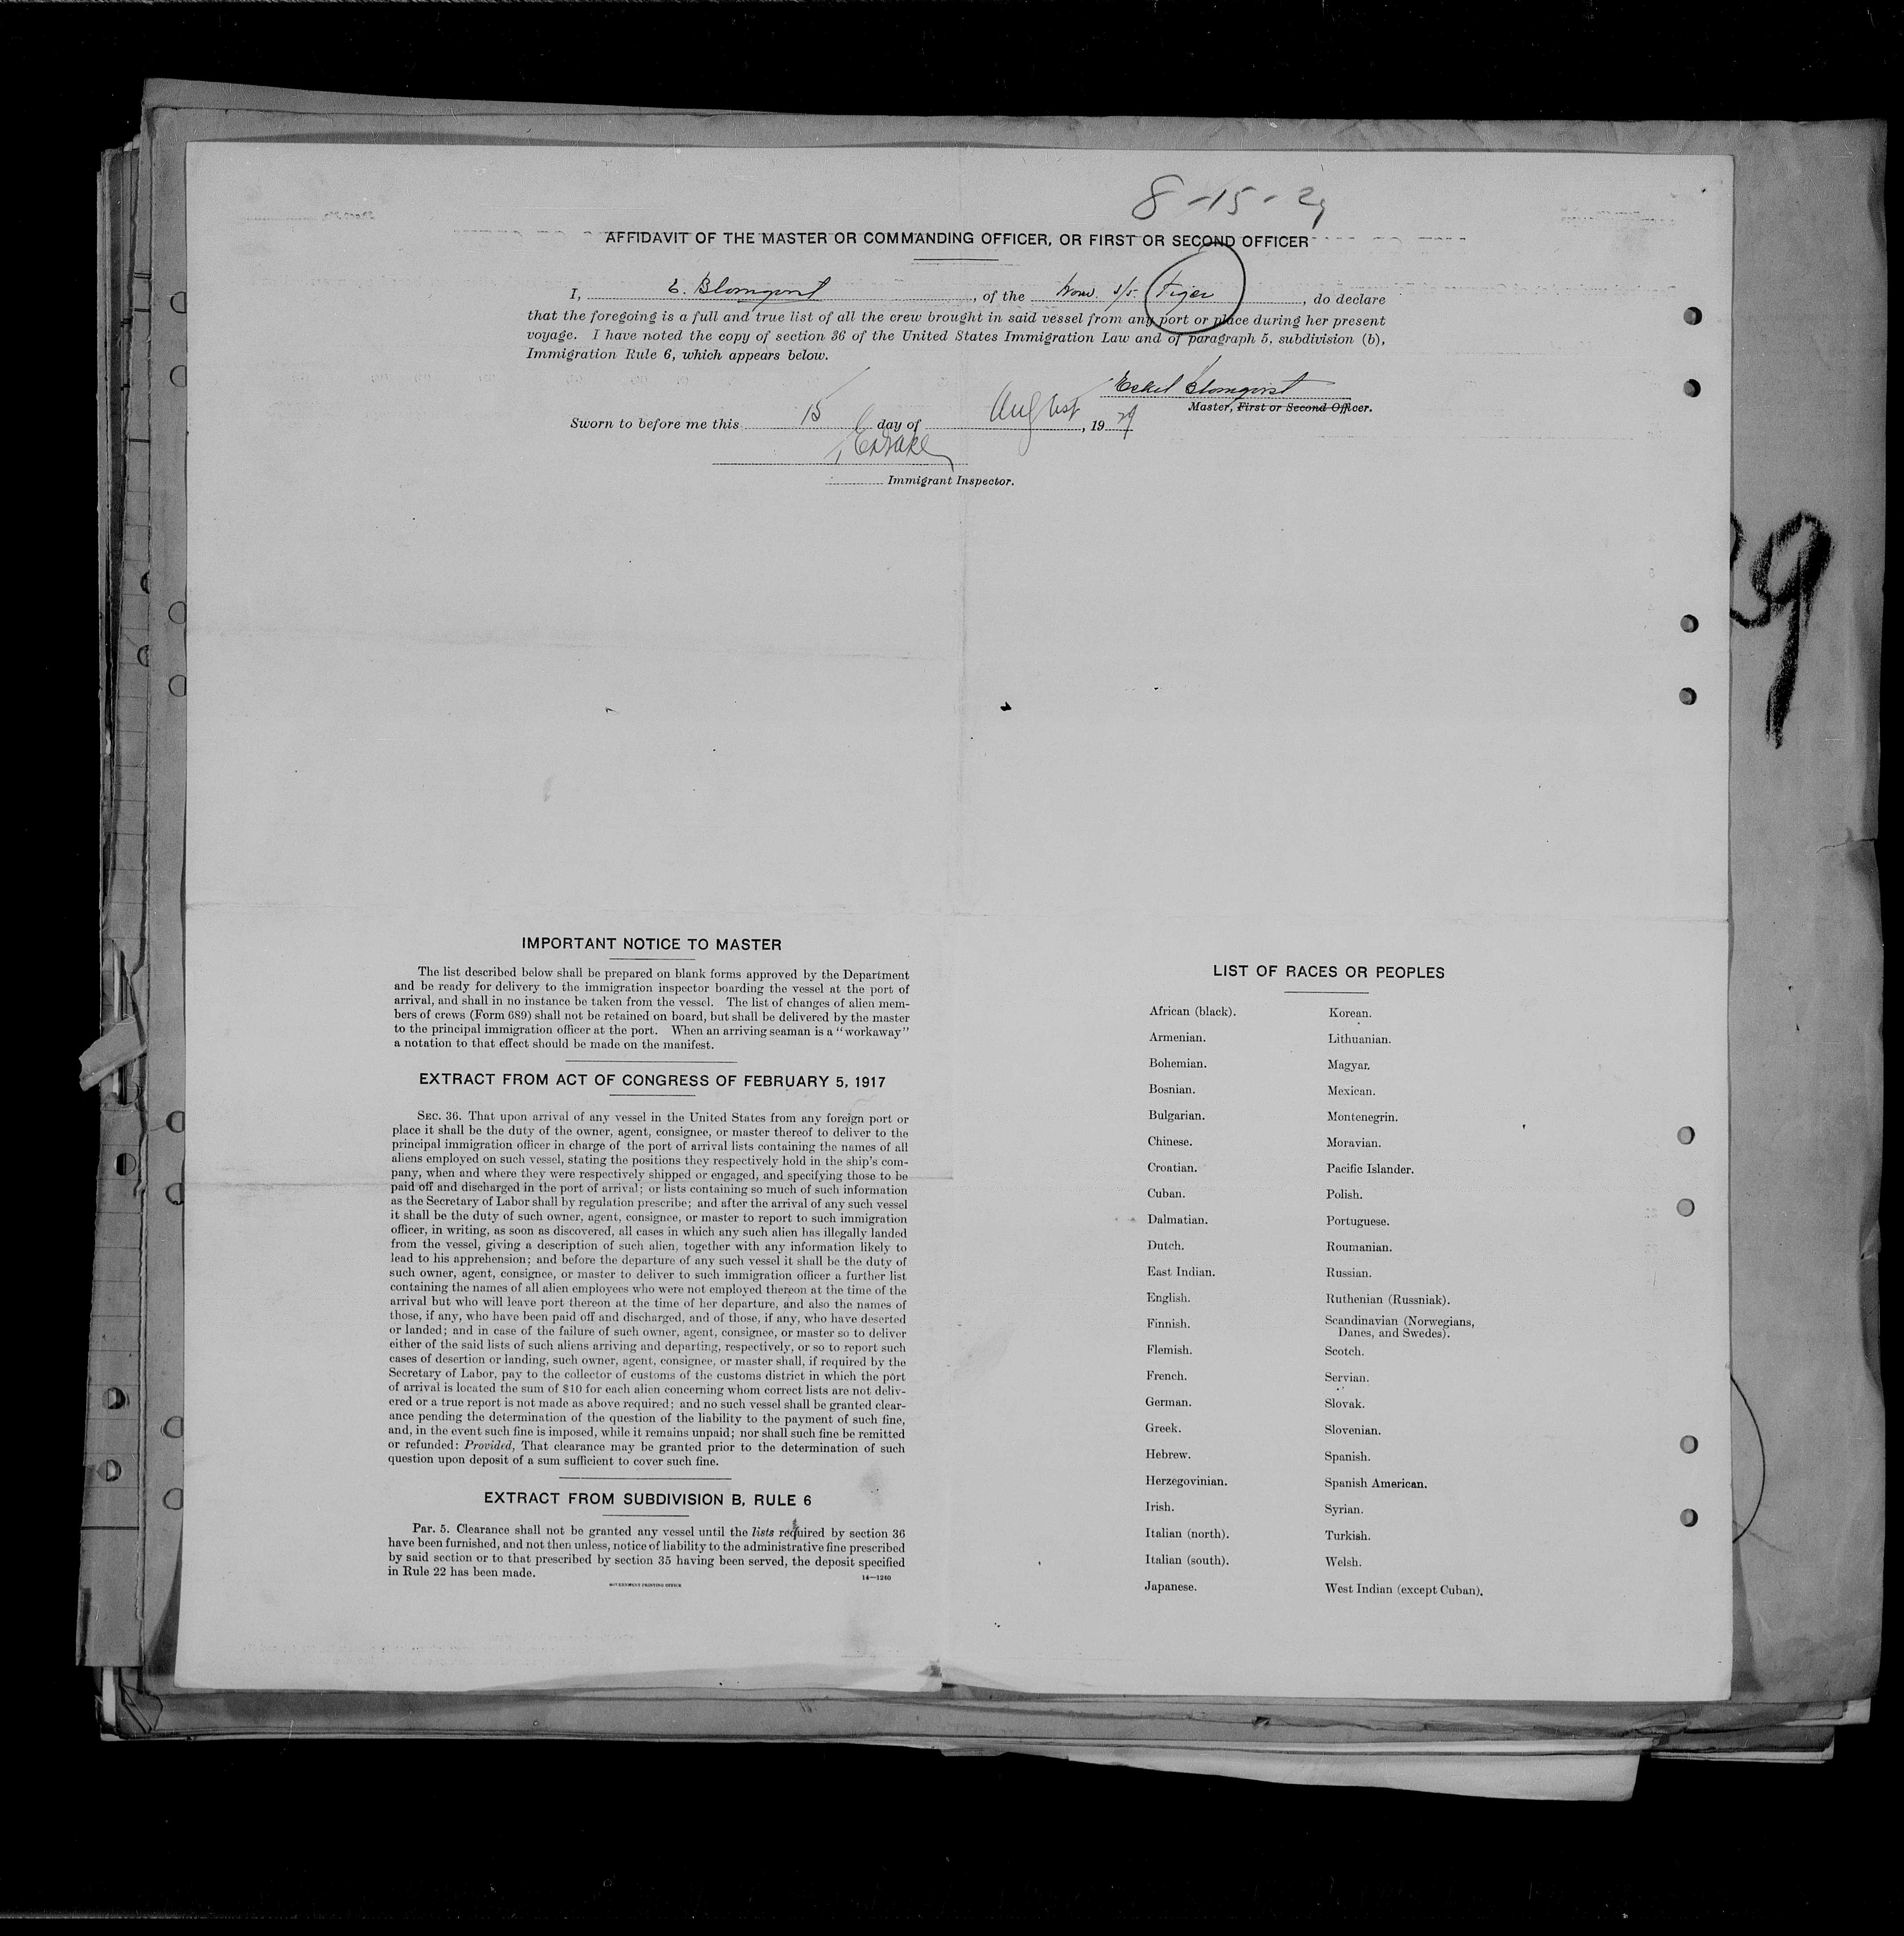 8-15-29
AFFIDAVIT OF THE MASTER OR COMMANDING OFFICER, OR FIRST OR SECOND OFFICER
I, E. Blomqvist, of the Norw. s/s. Tiger, do declare
that the foregoing is a full and true list of all the crew brought in said vessel from any port or place during her present
voyage. I have noted the copy of section 36 of the United States Immigration Law and of paragraph 5, subdivision (b),
Immigration Rule 6, which appears below.
Blomqvist
Master, First or Second Officer.
Sworn to before me this 15 day of August, 1929
Immigrant Inspector.
39
IMPORTANT NOTICE TO MASTER
The list described below shall be prepared on blank forms approved by the Department
and be ready for delivery to the immigration inspector boarding the vessel at the port of
arrival, and shall in no instance be taken from the vessel. The list of changes of alien mem-
bers of crews (Form 689) shall not be retained on board, but shall be delivered by the master
to the principal immigration officer at the port. When an arriving seaman is a "workaway"
a notation to that effect should be made on the manifest.
EXTRACT FROM ACT OF CONGRESS OF FEBRUARY 5, 1917
SEC. 36. That upon arrival of any vessel in the United States from any foreign port or
place it shall be the duty of the owner, agent, consignee, or master thereof to deliver to the
principal immigration officer in charge of the port of arrival lists containing the names of all
aliens employed on such vessel, stating the positions they respectively hold in the ship's com-
pany, when and where they were respectively shipped or engaged, and specifying those to be
paid off and discharged in the port of arrival; or lists containing so much of such information
as the Secretary of Labor shall by regulation prescribe; and after the arrival of any such vessel
it shall be the duty of such owner, agent, consignee, or master to report to such immigration
officer, in writing, as soon as discovered, all cases in which any such alien has illegally landed
from the vessel, giving a description of such alien, together with any information likely to
lead to his apprehension; and before the departure of any such vessel it shall be the duty of
such owner, agent, consignee, or master to deliver to such immigration officer a further list
containing the names of all alien employees who were not employed thereon at the time of the
arrival but who will leave port thereon at the time of her departure, and also the names of
those, if any, who have been paid off and discharged, and of those, if any, who have deserted
or landed; and in case of the failure of such owner, agent, consignee, or master so to deliver
either of the said lists of such aliens arriving and departing, respectively, or so to report such
cases of desertion or landing, such owner, agent, consignee, or master shall, if required by the
Secretary of Labor, pay to the collector of customs of the customs district in which the port
of arrival is located the sum of $10 for each alien concerning whom correct lists are not deliv-
ered or a true report is not made as above required; and no such vessel shall be granted clear-
ance pending the determination of the question of the liability to the payment of such fine,
and, in the event such fine is imposed, while it remains unpaid; nor shall such fine be remitted
or refunded: Provided, That clearance may be granted prior to the determination of such
question upon deposit of a sum sufficient to cover such fine.
EXTRACT FROM SUBDIVISION B, RULE 6
Par. 5. Clearance shall not be granted any vessel until the lists required by section 36
have been furnished, and not then unless, notice of liability to the administrative fine prescribed
by said section or to that prescribed by section 35 having been served, the deposit specified
in Rule 22 has been made.
GOVERNMENT PRINTING OFFICE 14—1240
LIST OF RACES OR PEOPLES
African (black).
Armenian.
Bohemian.
Bosnian.
Bulgarian.
Chinese.
Croatian.
Cuban.
Dalmatian.
Dutch.
East Indian.
English.
Finnish.
Flemish.
French.
German.
Greek.
Hebrew.
Herzegovinian.
Irish.
Italian (north).
Italian (south).
Japanese.
Korean.
Lithuanian.
Magyar.
Mexican.
Montenegrin.
Moravian.
Pacific Islander.
Polish.
Portuguese.
Roumanian.
Russian.
Ruthenian (Russniak).
Scandinavian (Norwegians,
Danes, and Swedes).
Scotch.
Servian.
Slovak.
Slovenian.
Spanish.
Spanish American.
Syrian.
Turkish.
Welsh.
West Indian (except Cuban).